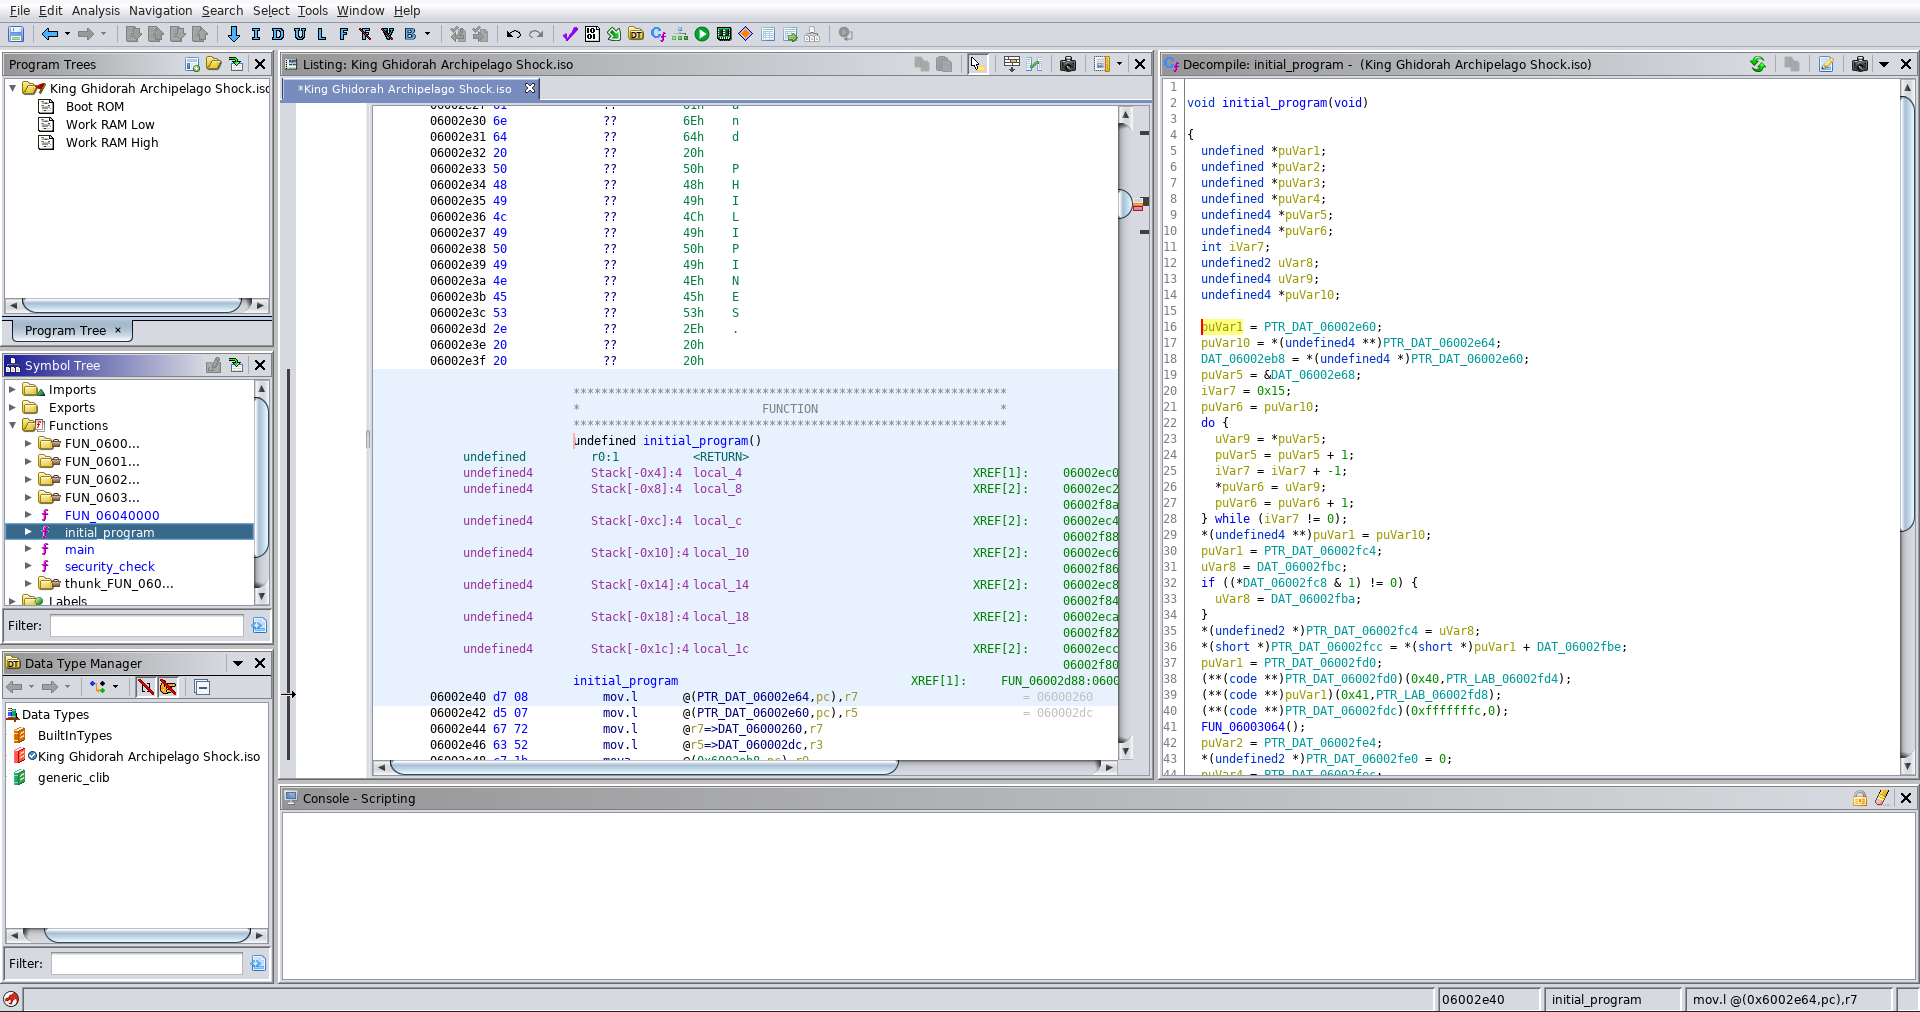 File Edit Analysis Navigation Search Select Tools Window Help
I D U L F R V B
Program Trees
King Ghidorah Archipelago Shock.iso
Boot ROM
Work RAM Low
Work RAM High
Program Tree ×
Symbol Tree
Imports
Exports
Functions
FUN_0600...
FUN_0601...
FUN_0602...
FUN_0603...
FUN_06040000
initial_program
main
security_check
thunk_FUN_060...
Labels
Filter:
Data Type Manager
Data Types
BuiltInTypes
King Ghidorah Archipelago Shock.iso
generic_clib
Filter:
Listing: King Ghidorah Archipelago Shock.iso
*King Ghidorah Archipelago Shock.iso
06002e30 6e ?? 6Eh n
06002e31 64 ?? 64h d
06002e32 20 ?? 20h
06002e33 50 ?? 50h P
06002e34 48 ?? 48h H
06002e35 49 ?? 49h I
06002e36 4c ?? 4Ch L
06002e37 49 ?? 49h I
06002e38 50 ?? 50h P
06002e39 49 ?? 49h I
06002e3a 4e ?? 4Eh N
06002e3b 45 ?? 45h E
06002e3c 53 ?? 53h S
06002e3d 2e ?? 2Eh .
06002e3e 20 ?? 20h
06002e3f 20 ?? 20h
**************************************************************
* FUNCTION *
**************************************************************
undefined initial_program()
undefined r0:1 <RETURN>
undefined4 Stack[-0x4]:4 local_4 XREF[1]: 06002ec0
undefined4 Stack[-0x8]:4 local_8 XREF[2]: 06002ec2
06002f8a
undefined4 Stack[-0xc]:4 local_c XREF[2]: 06002ec4
06002f88
undefined4 Stack[-0x10]:4 local_10 XREF[2]: 06002ec6
06002f86
undefined4 Stack[-0x14]:4 local_14 XREF[2]: 06002ec8
06002f84
undefined4 Stack[-0x18]:4 local_18 XREF[2]: 06002eca
06002f82
undefined4 Stack[-0x1c]:4 local_1c XREF[2]: 06002ecc
06002f80
initial_program XREF[1]: FUN_06002d88:0600
06002e40 d7 08 mov.l @(PTR_DAT_06002e64,pc),r7 = 06000260
06002e42 d5 07 mov.l @(PTR_DAT_06002e60,pc),r5 = 060002dc
06002e44 67 72 mov.l @r7=>DAT_06000260,r7
06002e46 63 52 mov.l @r5=>DAT_060002dc,r3
Decompile: initial_program - (King Ghidorah Archipelago Shock.iso)
1
2 void initial_program(void)
3
4 {
5 undefined *puVar1;
6 undefined *puVar2;
7 undefined *puVar3;
8 undefined *puVar4;
9 undefined4 *puVar5;
10 undefined4 *puVar6;
11 int iVar7;
12 undefined2 uVar8;
13 undefined4 uVar9;
14 undefined4 *puVar10;
15
16 puVar1 = PTR_DAT_06002e60;
17 puVar10 = *(undefined4 **)PTR_DAT_06002e64;
18 DAT_06002eb8 = *(undefined4 *)PTR_DAT_06002e60;
19 puVar5 = &DAT_06002e68;
20 iVar7 = 0x15;
21 puVar6 = puVar10;
22 do {
23 uVar9 = *puVar5;
24 puVar5 = puVar5 + 1;
25 iVar7 = iVar7 + -1;
26 *puVar6 = uVar9;
27 puVar6 = puVar6 + 1;
28 } while (iVar7 != 0);
29 *(undefined4 **)puVar1 = puVar10;
30 puVar1 = PTR_DAT_06002fc4;
31 uVar8 = DAT_06002fbc;
32 if ((*DAT_06002fc8 & 1) != 0) {
33 uVar8 = DAT_06002fba;
34 }
35 *(undefined2 *)PTR_DAT_06002fc4 = uVar8;
36 *(short *)PTR_DAT_06002fcc = *(short *)puVar1 + DAT_06002fbe;
37 puVar1 = PTR_DAT_06002fd0;
38 (**(code **)PTR_DAT_06002fd0)(0x40,PTR_LAB_06002fd4);
39 (**(code **)puVar1)(0x41,PTR_LAB_06002fd8);
40 (**(code **)PTR_DAT_06002fdc)(0xfffffffc,0);
41 FUN_06003064();
42 puVar2 = PTR_DAT_06002fe4;
43 *(undefined2 *)PTR_DAT_06002fe0 = 0;
44 puVar4 = PTR_DAT_06002fec;
Console - Scripting
06002e40 initial_program mov.l @(0x6002e64,pc),r7